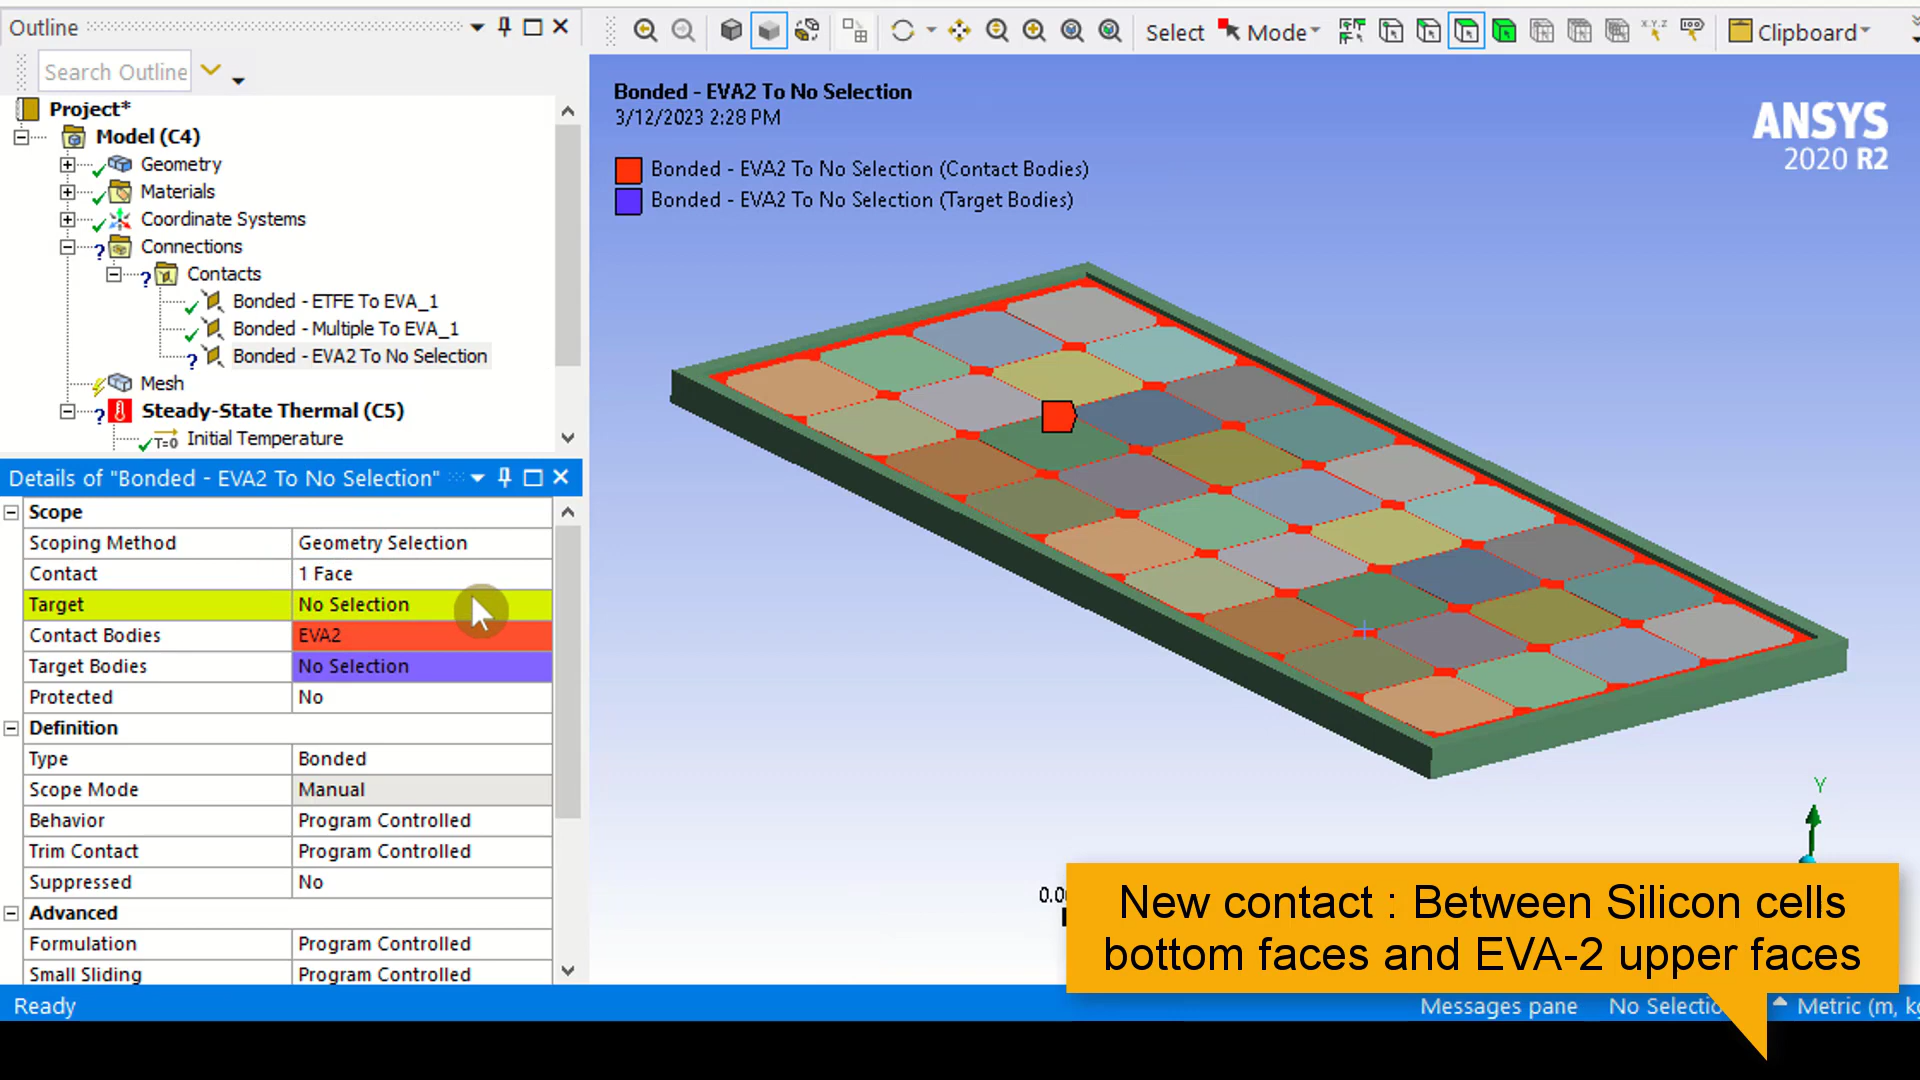 Outline
Search Outline
Project*
Model (C4)
Geometry
Materials
Coordinate Systems
Connections
Contacts
Bonded - ETFE To EVA_1
Bonded - Multiple To EVA_1
Bonded - EVA2 To No Selection
Mesh
Steady-State Thermal (C5)
T=0 Initial Temperature
Details of "Bonded - EVA2 To No Selection"
Scope
Scoping Method Geometry Selection
Contact 1 Face
Target No Selection
Contact Bodies EVA2
Target Bodies No Selection
Protected No
Definition
Type Bonded
Scope Mode Manual
Behavior Program Controlled
Trim Contact Program Controlled
Suppressed No
Advanced
Formulation Program Controlled
Small Sliding Program Controlled
Select Mode Clipboard
Bonded - EVA2 To No Selection
3/12/2023 2:28 PM
Bonded - EVA2 To No Selection (Contact Bodies)
Bonded - EVA2 To No Selection (Target Bodies)
ANSYS
2020 R2
Y
New contact : Between Silicon cells
bottom faces and EVA-2 upper faces
Ready
Messages pane No Selectio Metric (m, k